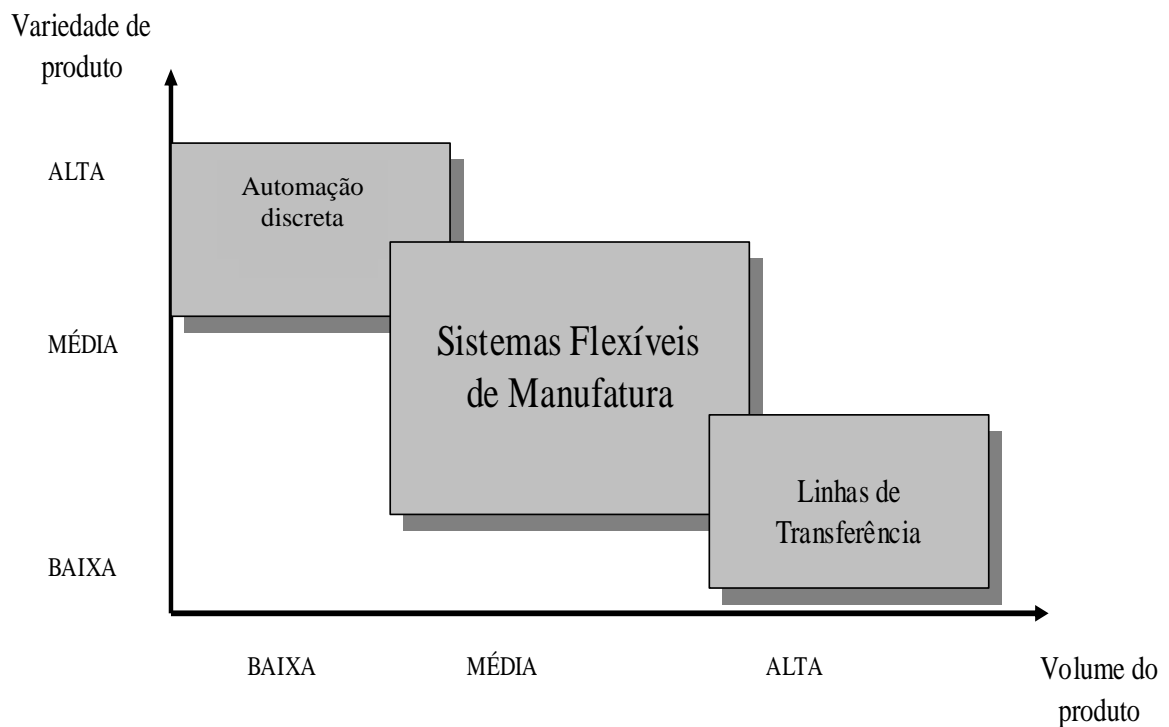 Variedade de
produto
ALTA
Automação
discreta
MÉDIA
Sistemas Flexíveis
de Manufatura
Linhas de
Transferência
BAIXA
BAIXA
MÉDIA
ALTA
Volume do
produto